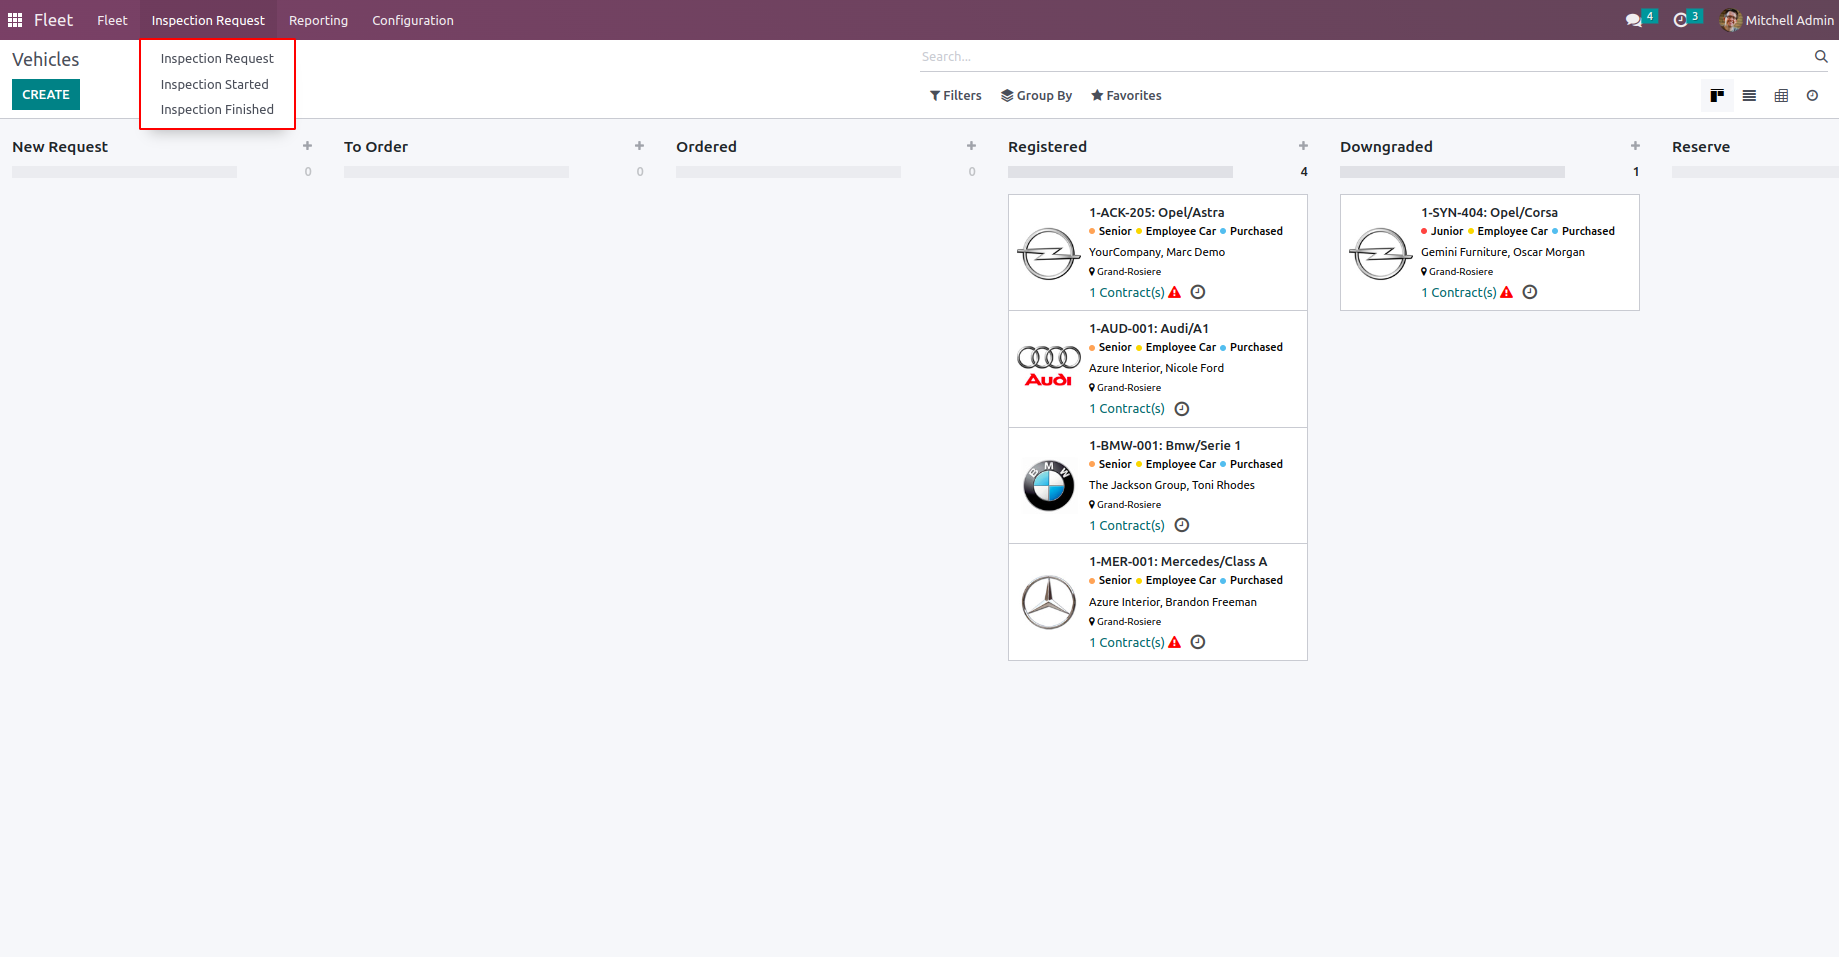 Fleet Fleet Inspection Request Reporting Configuration 4 3 Mitchell Admin
Vehicles
Search...
CREATE
Inspection Request
Inspection Started
Inspection Finished
Filters Group By Favorites
New Request
0
To Order
0
Ordered
0
Registered
4
1-ACK-205: Opel/Astra
Senior Employee Car Purchased
YourCompany, Marc Demo
Grand-Rosiere
1 Contract(s)
Audi
1-AUD-001: Audi/A1
Senior Employee Car Purchased
Azure Interior, Nicole Ford
Grand-Rosiere
1 Contract(s)
BMW
1-BMW-001: Bmw/Serie 1
Senior Employee Car Purchased
The Jackson Group, Toni Rhodes
Grand-Rosiere
1 Contract(s)
1-MER-001: Mercedes/Class A
Senior Employee Car Purchased
Azure Interior, Brandon Freeman
Grand-Rosiere
1 Contract(s)
Downgraded
1
1-SYN-404: Opel/Corsa
Junior Employee Car Purchased
Gemini Furniture, Oscar Morgan
Grand-Rosiere
1 Contract(s)
Reserve